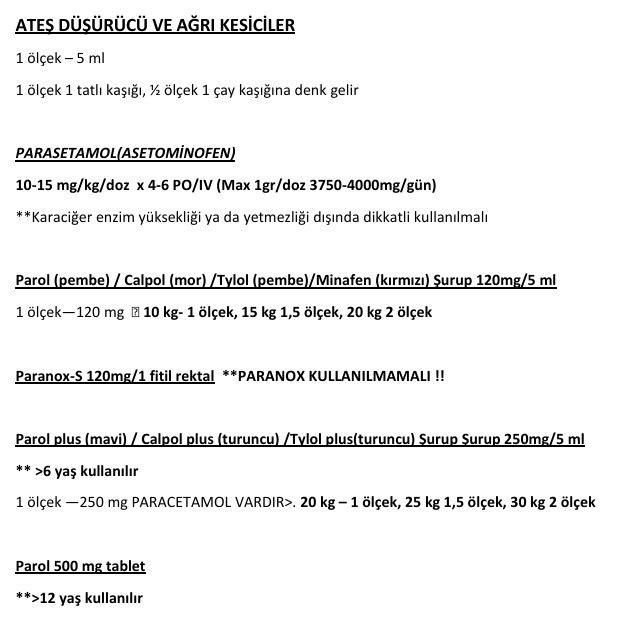 ATEŞ DÜŞÜRÜCÜ VE AĞRI KESİCİLER
1 ölçek – 5 ml
1 ölçek 1 tatlı kaşığı, ½ ölçek 1 çay kaşığına denk gelir
PARASETAMOL(ASETOMİNOFEN)
10-15 mg/kg/doz  x 4-6 PO/IV (Max 1gr/doz 3750-4000mg/gün)
**Karaciğer enzim yüksekliği ya da yetmezliği dışında dikkatli kullanılmalı
Parol (pembe) / Calpol (mor) /Tylol (pembe)/Minafen (kırmızı) Şurup 120mg/5 ml
1 ölçek—120 mg  10 kg- 1 ölçek, 15 kg 1,5 ölçek, 20 kg 2 ölçek
Paranox-S 120mg/1 fitil rektal  **PARANOX KULLANILMAMALI !!
Parol plus (mavi) / Calpol plus (turuncu) /Tylol plus(turuncu) Şurup Şurup 250mg/5 ml
** >6 yaş kullanılır
1 ölçek —250 mg PARACETAMOL VARDIR>. 20 kg – 1 ölçek, 25 kg 1,5 ölçek, 30 kg 2 ölçek
Parol 500 mg tablet
**>12 yaş kullanılır